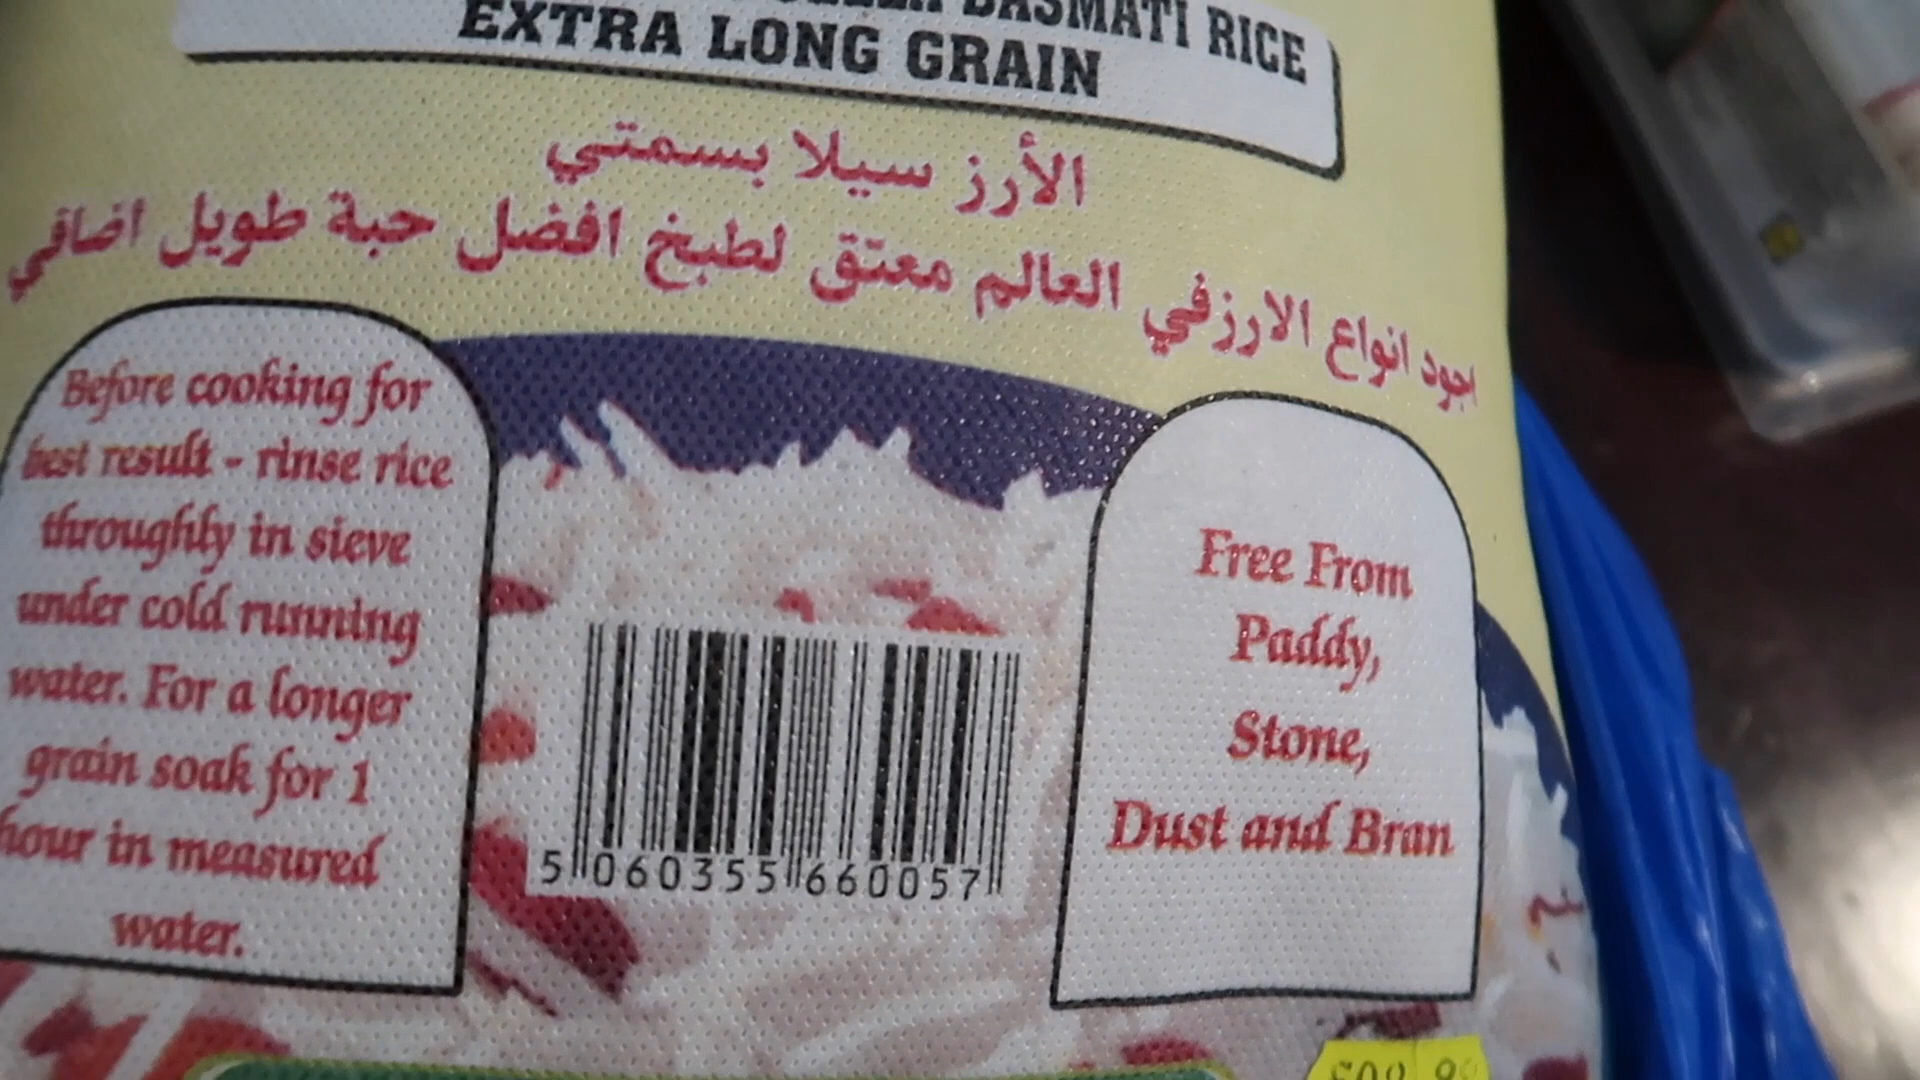 BASMATI RICE
EXTRA LONG GRAIN
الأرز سيلا بسمتي
اجود انواع الارزفي العالم معتق لطبخ افضل حبة طويل اضافي
Before cooking for
best result - rinse rice
throughly in sieve
under cold running
water. For a longer
grain soak for 1
hour in measured
water.
Free From
Paddy,
Stone,
Dust and Bran
5 060355 660057